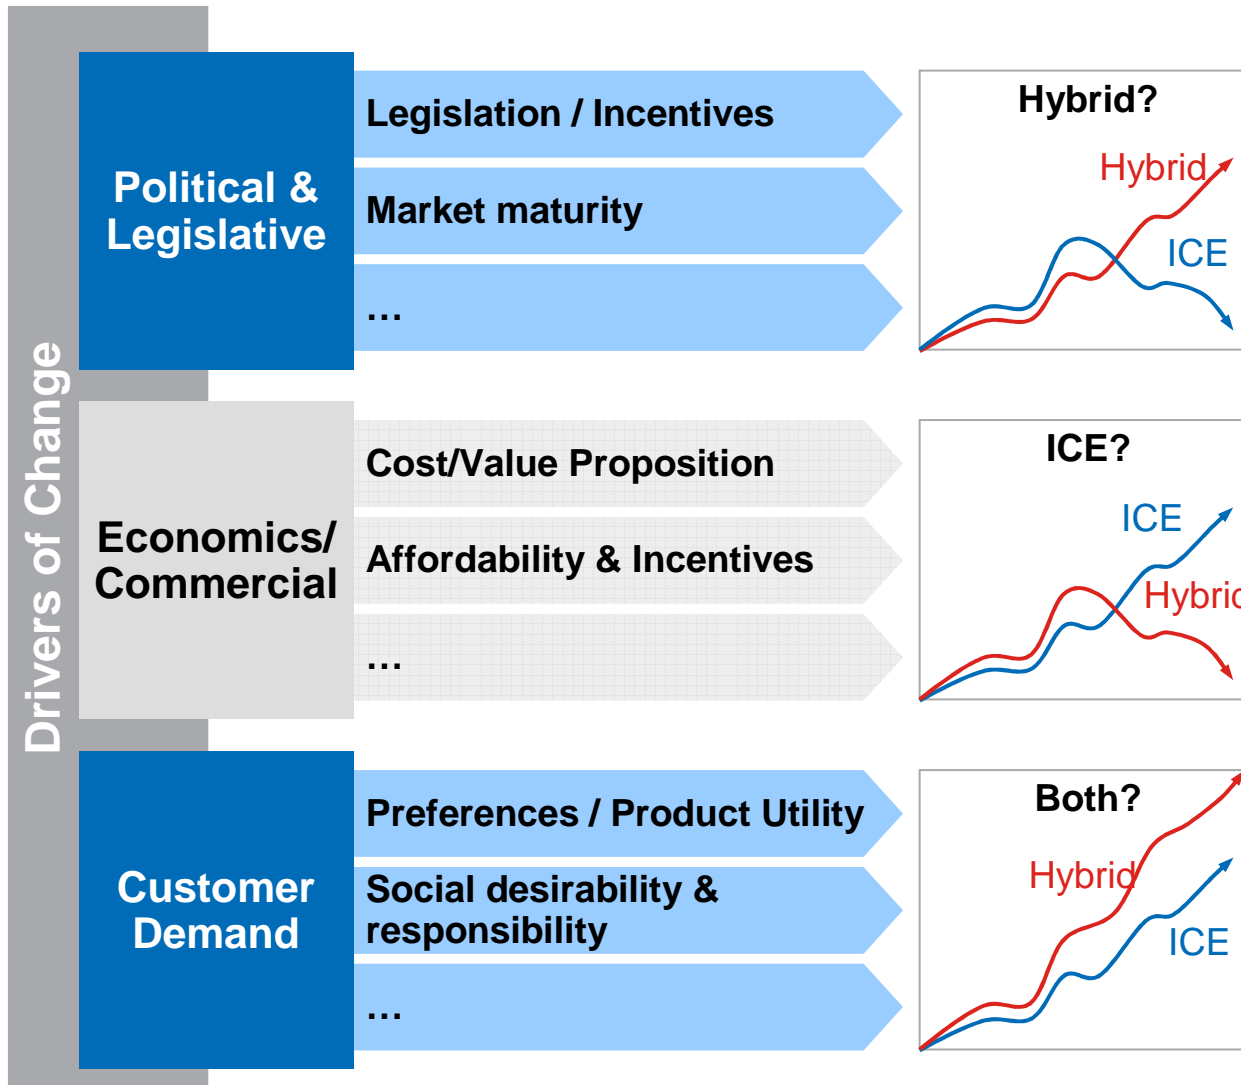 Drivers of Change
Political &
Legislative
Legislation / Incentives
Market maturity
…
Hybrid?
Hybrid
ICE
Economics/
Commercial
Cost/Value Proposition
Affordability & Incentives
…
ICE?
ICE
Hybrid
Customer
Demand
Preferences / Product Utility
Social desirability &
responsibility
…
Both?
Hybrid
ICE